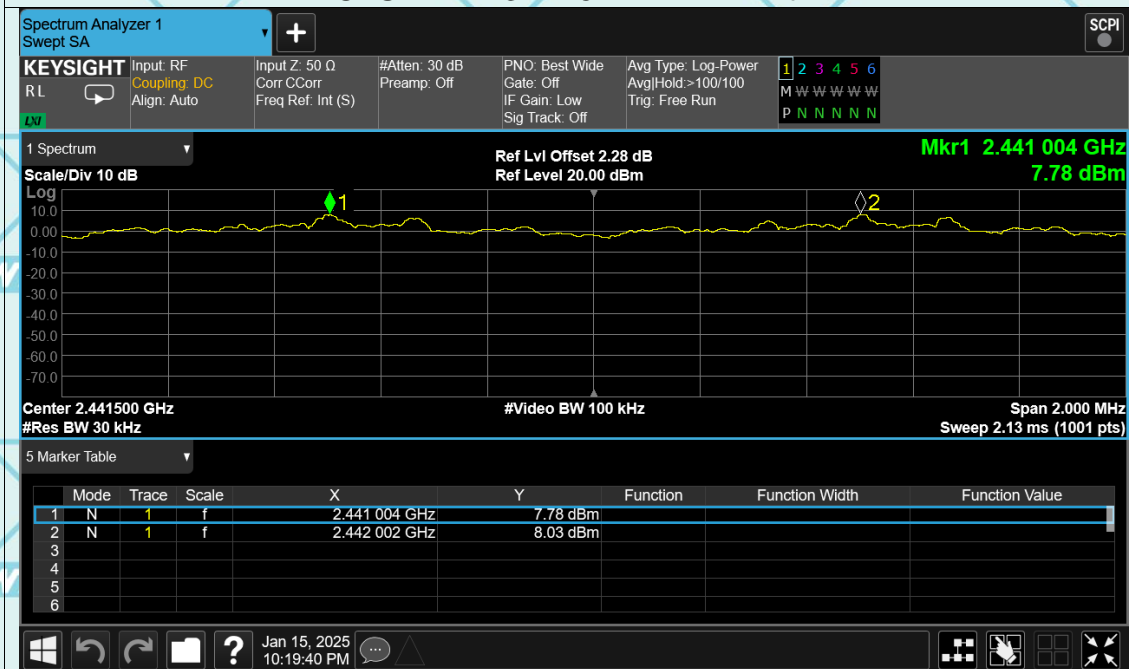 Spectrum Analyzer 1
Swept SA
+
SCPI
KEYSIGHT
RL
LXI
Input: RF
Coupling: DC
Align: Auto
Input Z: 50 Ω
Corr CCorr
Freq Ref: Int (S)
#Atten: 30 dB
Preamp: Off
PNO: Best Wide
Gate: Off
IF Gain: Low
Sig Track: Off
Avg Type: Log-Power
Avg|Hold:>100/100
Trig: Free Run
1 2 3 4 5 6
M W W W W W
P N N N N N
1 Spectrum
Scale/Div 10 dB
Ref Lvl Offset 2.28 dB
Ref Level 20.00 dBm
Mkr1 2.441 004 GHz
7.78 dBm
Log
10.0
0.00
-10.0
-20.0
-30.0
-40.0
-50.0
-60.0
-70.0
1
2
Center 2.441500 GHz
#Res BW 30 kHz
#Video BW 100 kHz
Span 2.000 MHz
Sweep 2.13 ms (1001 pts)
5 Marker Table
Mode Trace Scale X Y Function Function Width Function Value
1 N 1 f 2.441 004 GHz 7.78 dBm
2 N 1 f 2.442 002 GHz 8.03 dBm
3
4
5
6
?
Jan 15, 2025
10:19:40 PM